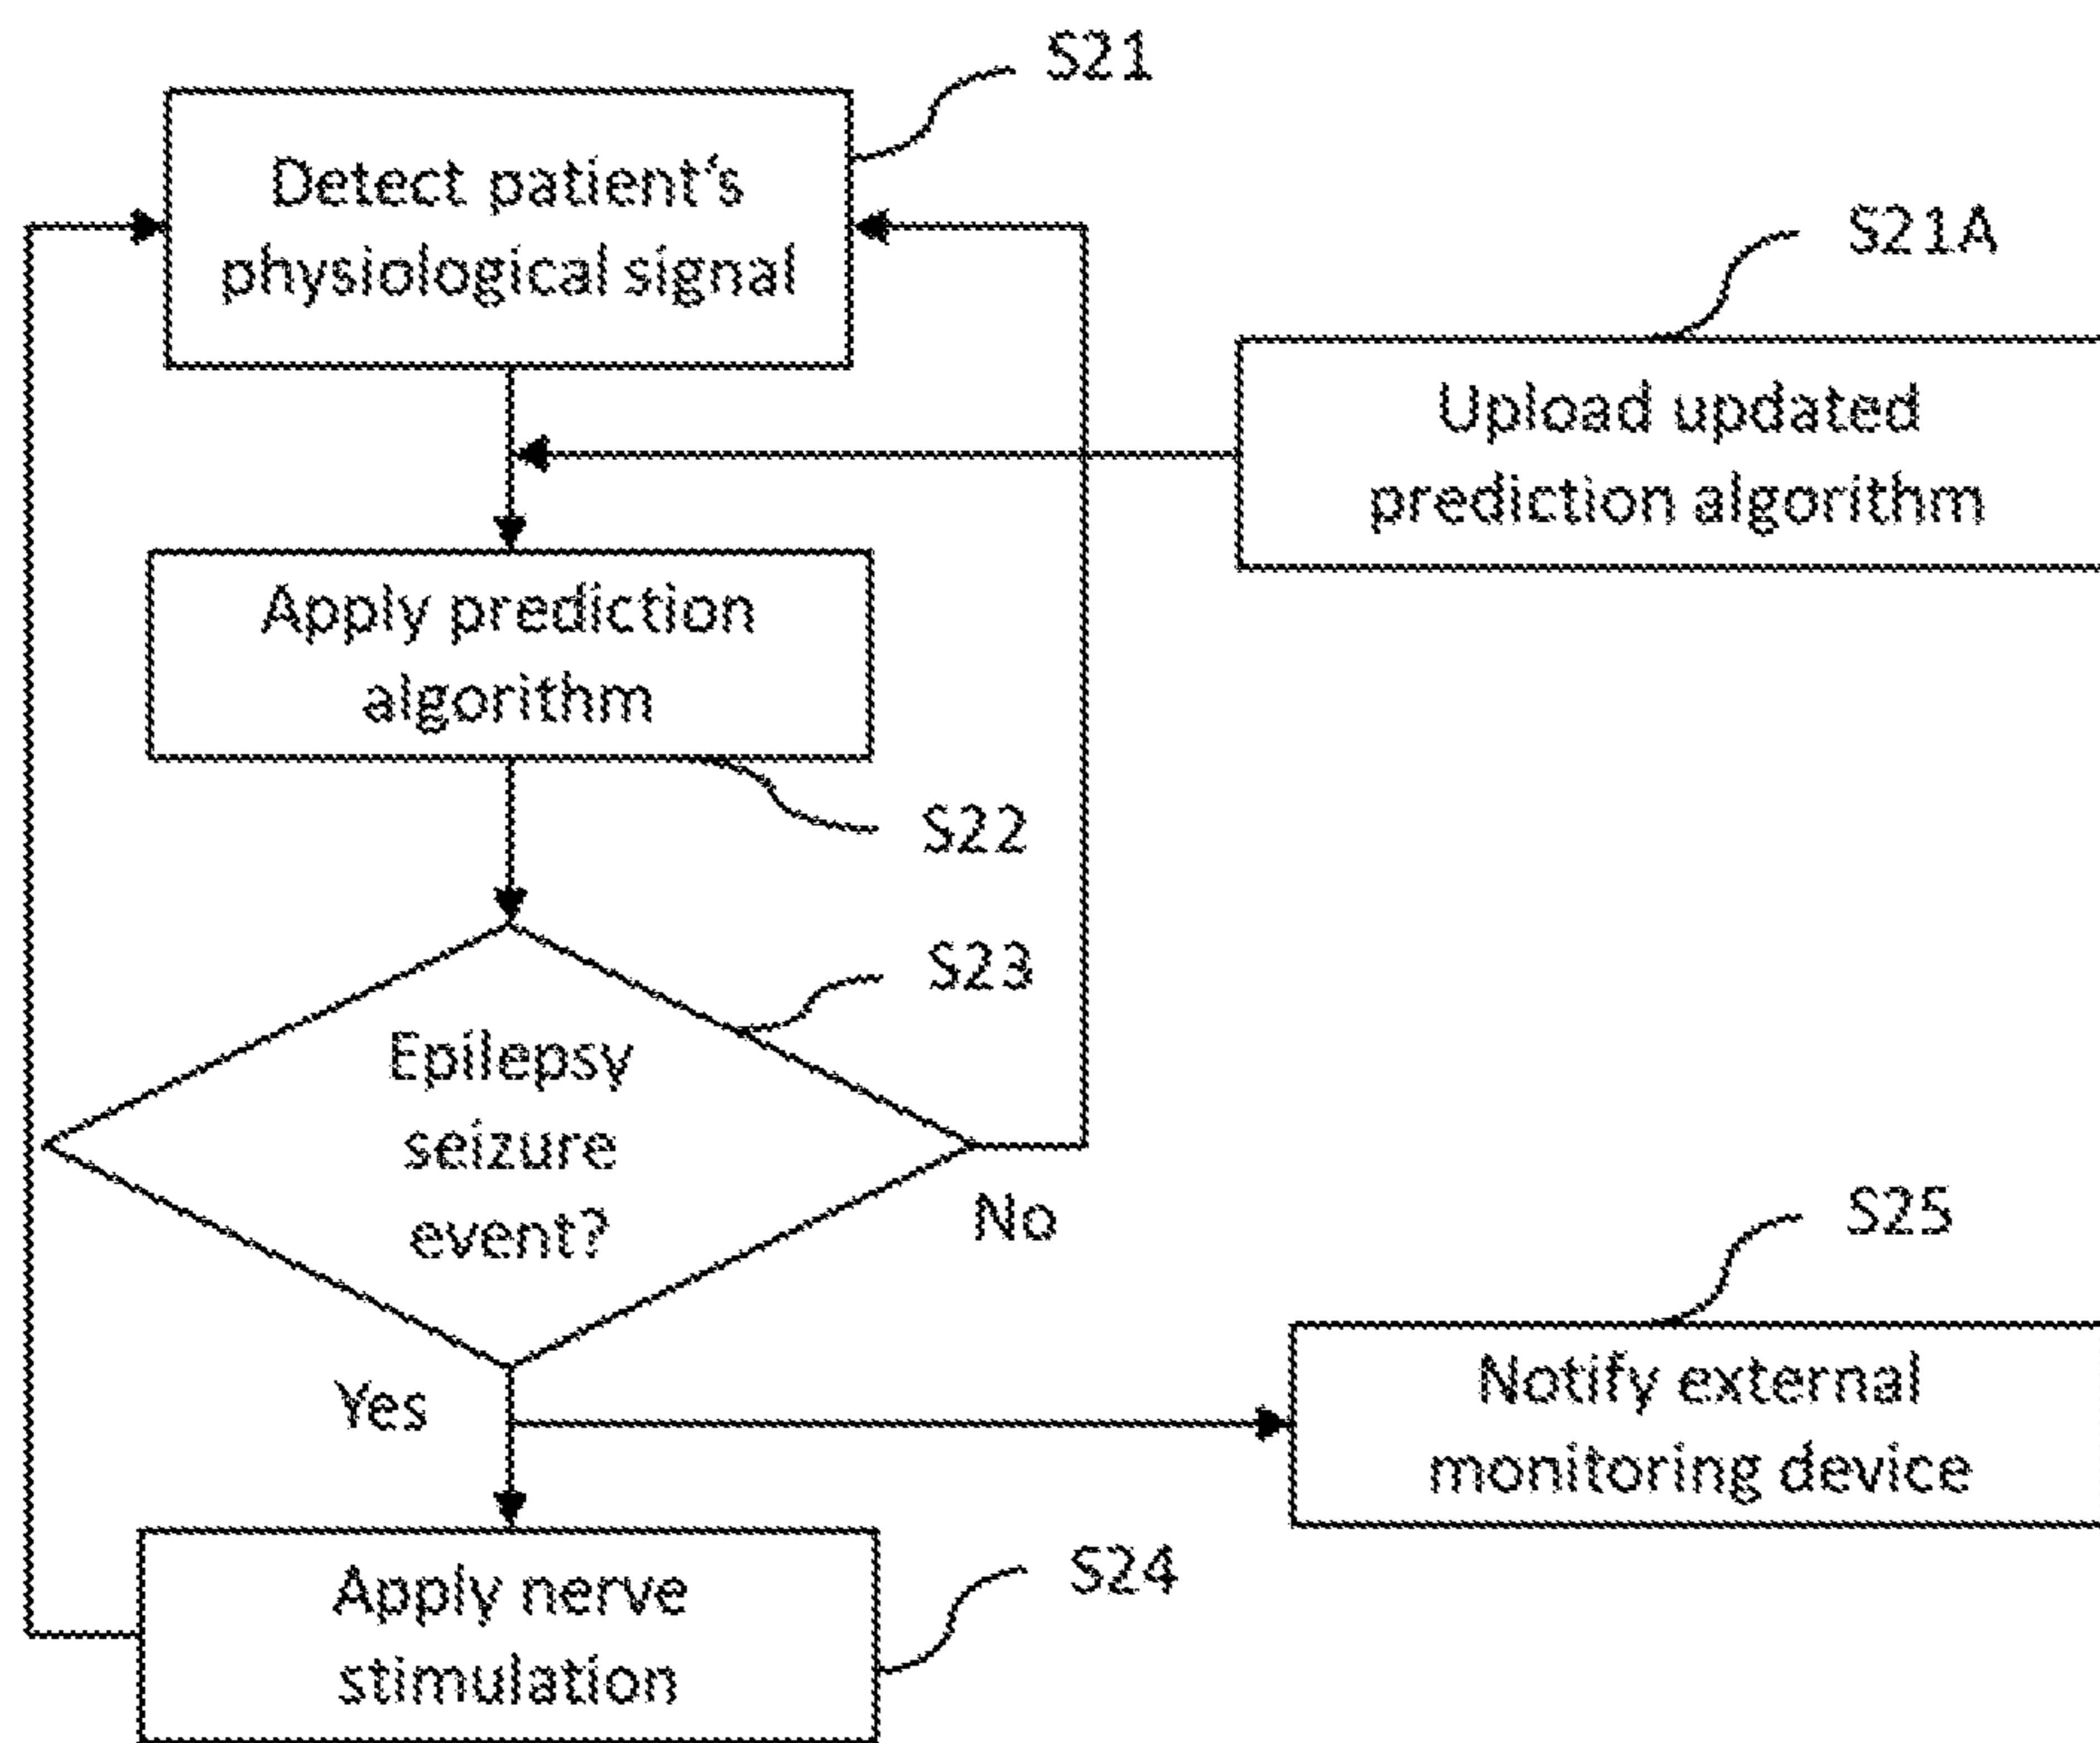 S21
Detect patient‘s
physiological signal
S21A
Upload updated
prediction algorithm
Apply prediction
algorithm
S22
S23
Epilepsy
seizure
event?
No
S25
Yes
Notify external
monitoring device
Apply nerve
stimulation
S24